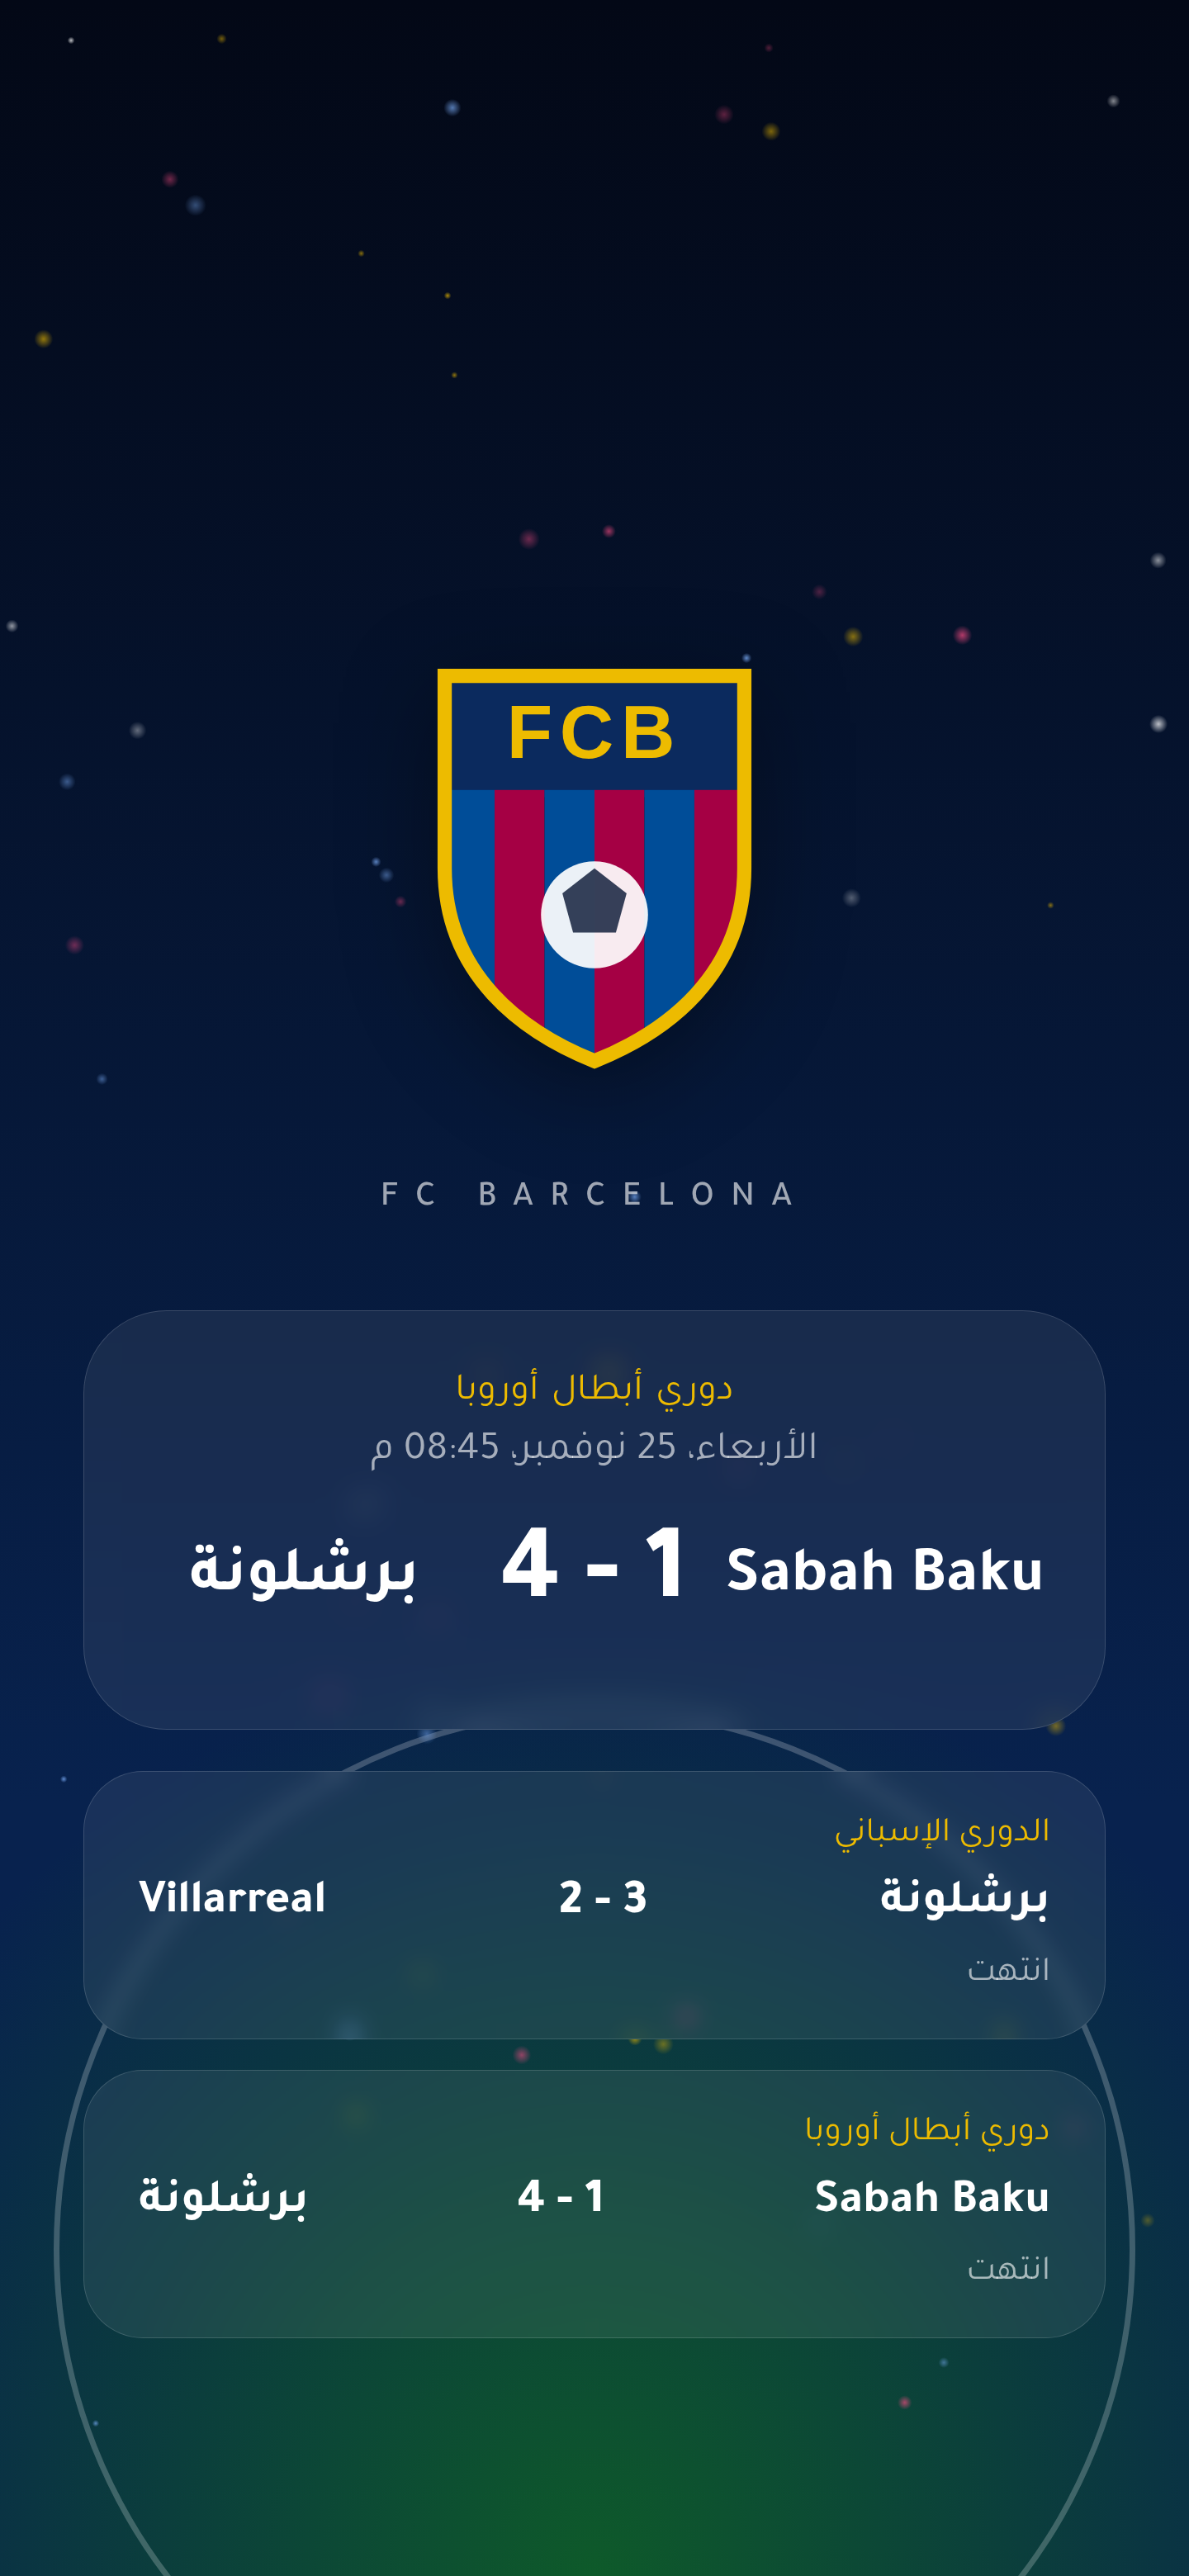 FCB
FC BARCELONA
دوري أبطال أوروبا
الأربعاء، 25 نوفمبر، 08:45 م
Sabah Baku 1 - 4 برشلونة
الدوري الإسباني
برشلونة 3 - 2 Villarreal
انتهت
دوري أبطال أوروبا
Sabah Baku 1 - 4 برشلونة
انتهت